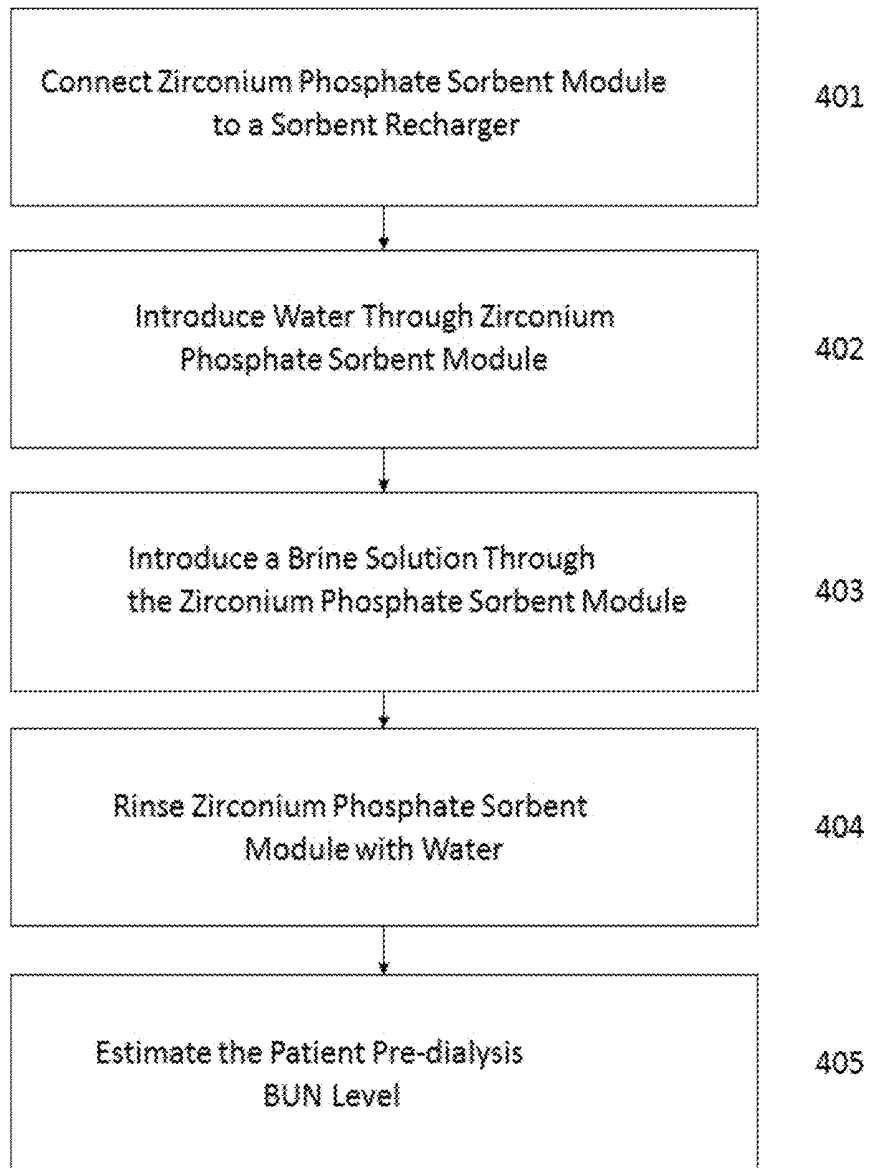 Connect Zirconium Phosphate Sorbent Module
to a Sorbent Recharger
401
Introduce Water Through Zirconium
Phosphate Sorbent Module
402
Introduce a Brine Solution Through
the Zirconium Phosphate Sorbent Module
403
Rinse Zirconium Phosphate Sorbent
Module with Water
404
Estimate the Patient Pre-dialysis
BUN Level
405